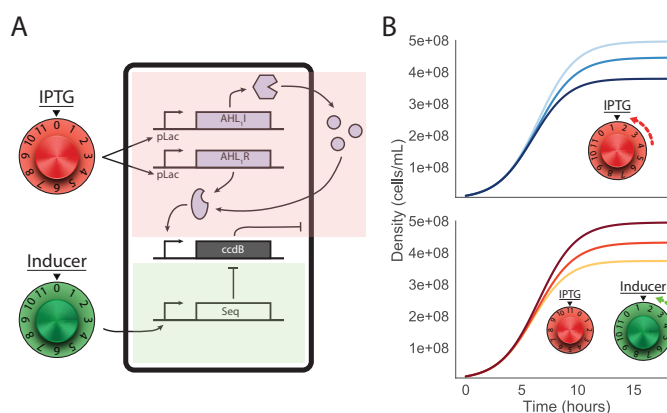 A
IPTG
0 1 2 3 4 5 6 7 8 9 10 11
pLac
AHL₁I
pLac
AHL₁R
ccdB
Inducer
0 1 2 3 4 5 6 7 8 9 10 11
Seq
B
5e+08
4e+08
3e+08
2e+08
1e+08
IPTG
Density (cells/mL)
5e+08
4e+08
3e+08
2e+08
1e+08
IPTG
Inducer
0
5
10
15
Time (hours)